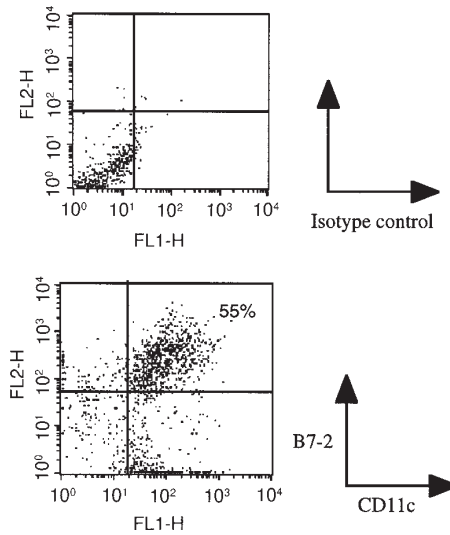 10⁴
10³
FL2-H
10²
10¹
10⁰
10⁰ 10¹ 10² 10³ 10⁴
FL1-H
Isotype control
10⁴
55%
10³
FL2-H
10²
10¹
10⁰
10⁰ 10¹ 10² 10³ 10⁴
FL1-H
B7-2
CD11c